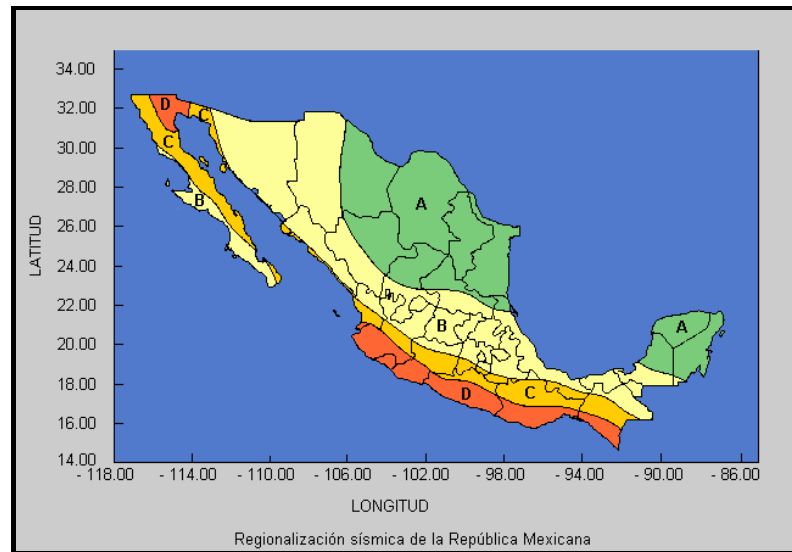 34.00
32.00
30.00
28.00
26.00
24.00
22.00
20.00
18.00
16.00
14.00
LATITUD
D
C
C
B
A
A
B
C
D
- 118.00 - 114.00 - 110.00 - 106.00 - 102.00 - 98.00 - 94.00 - 90.00 - 86.00
LONGITUD
Regionalización sísmica de la República Mexicana